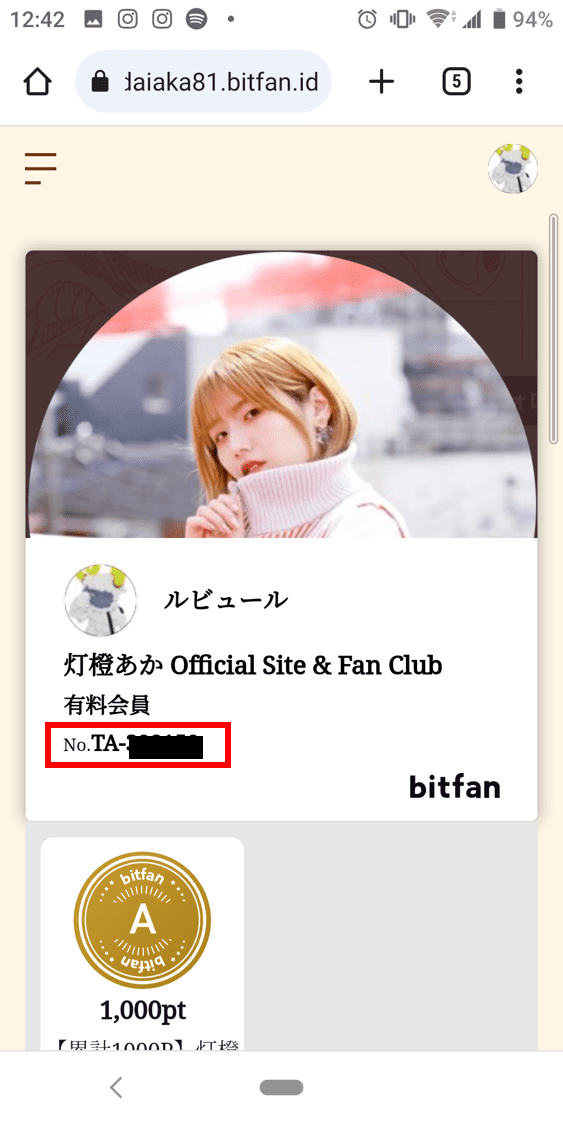 12:42
94%
daiaka81.bitfan.id
5
ルビュール
灯橙あか Official Site & Fan Club
有料会員
No.TA-
bitfan
bitfan
A
bitfan
1,000pt
【累計1000P】灯橙